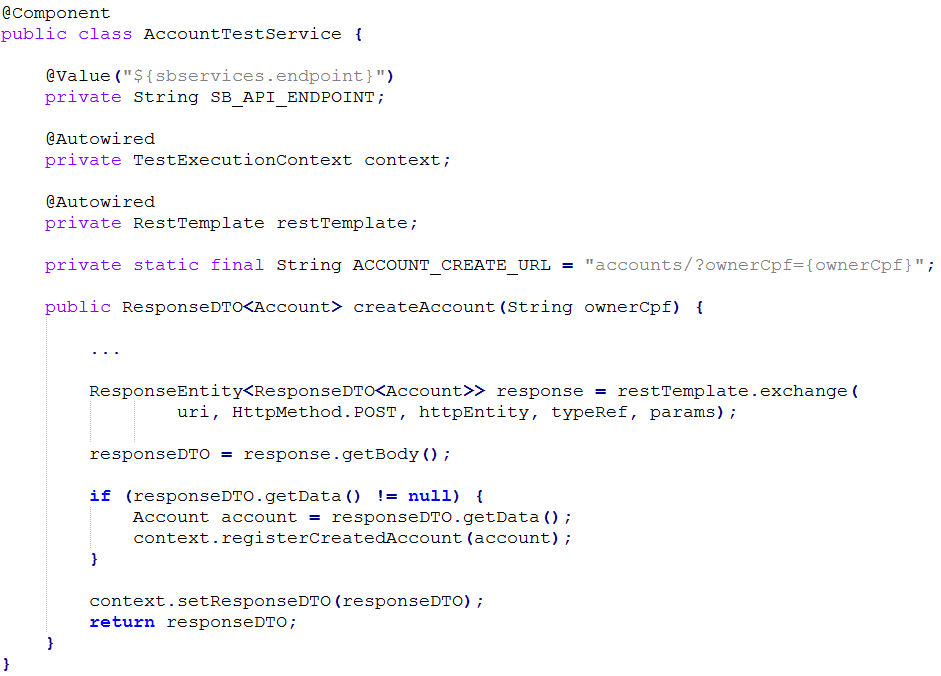 @Component
public class AccountTestService {
@Value("${sbservices.endpoint}")
private String SB_API_ENDPOINT;
@Autowired
private TestExecutionContext context;
@Autowired
private RestTemplate restTemplate;
private static final String ACCOUNT_CREATE_URL = "accounts/?ownerCpf={ownerCpf}";
public ResponseDTO<Account> createAccount(String ownerCpf) {
...
ResponseEntity<ResponseDTO<Account>> response = restTemplate.exchange(
uri, HttpMethod.POST, httpEntity, typeRef, params);
responseDTO = response.getBody();
if (responseDTO.getData() != null) {
Account account = responseDTO.getData();
context.registerCreatedAccount(account);
}
context.setResponseDTO(responseDTO);
return responseDTO;
}
}